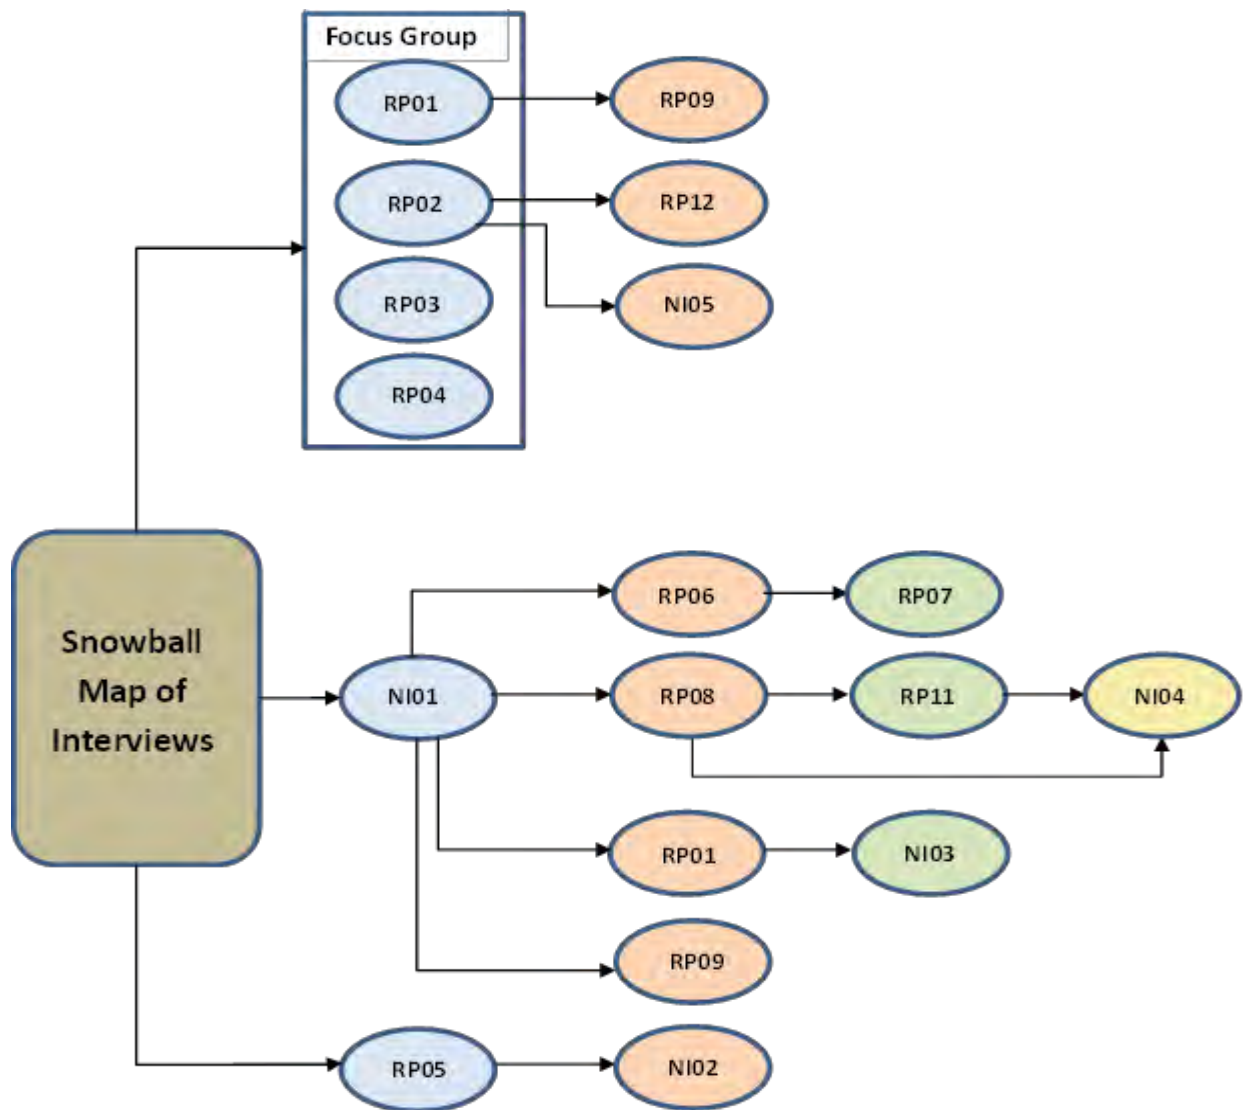 Focus Group
RP01
RP09
RP02
RP12
RP03
NI05
RP04
Snowball
Map of
Interviews
RP06
RP07
NI01
RP08
RP11
NI04
RP01
NI03
RP09
RP05
NI02